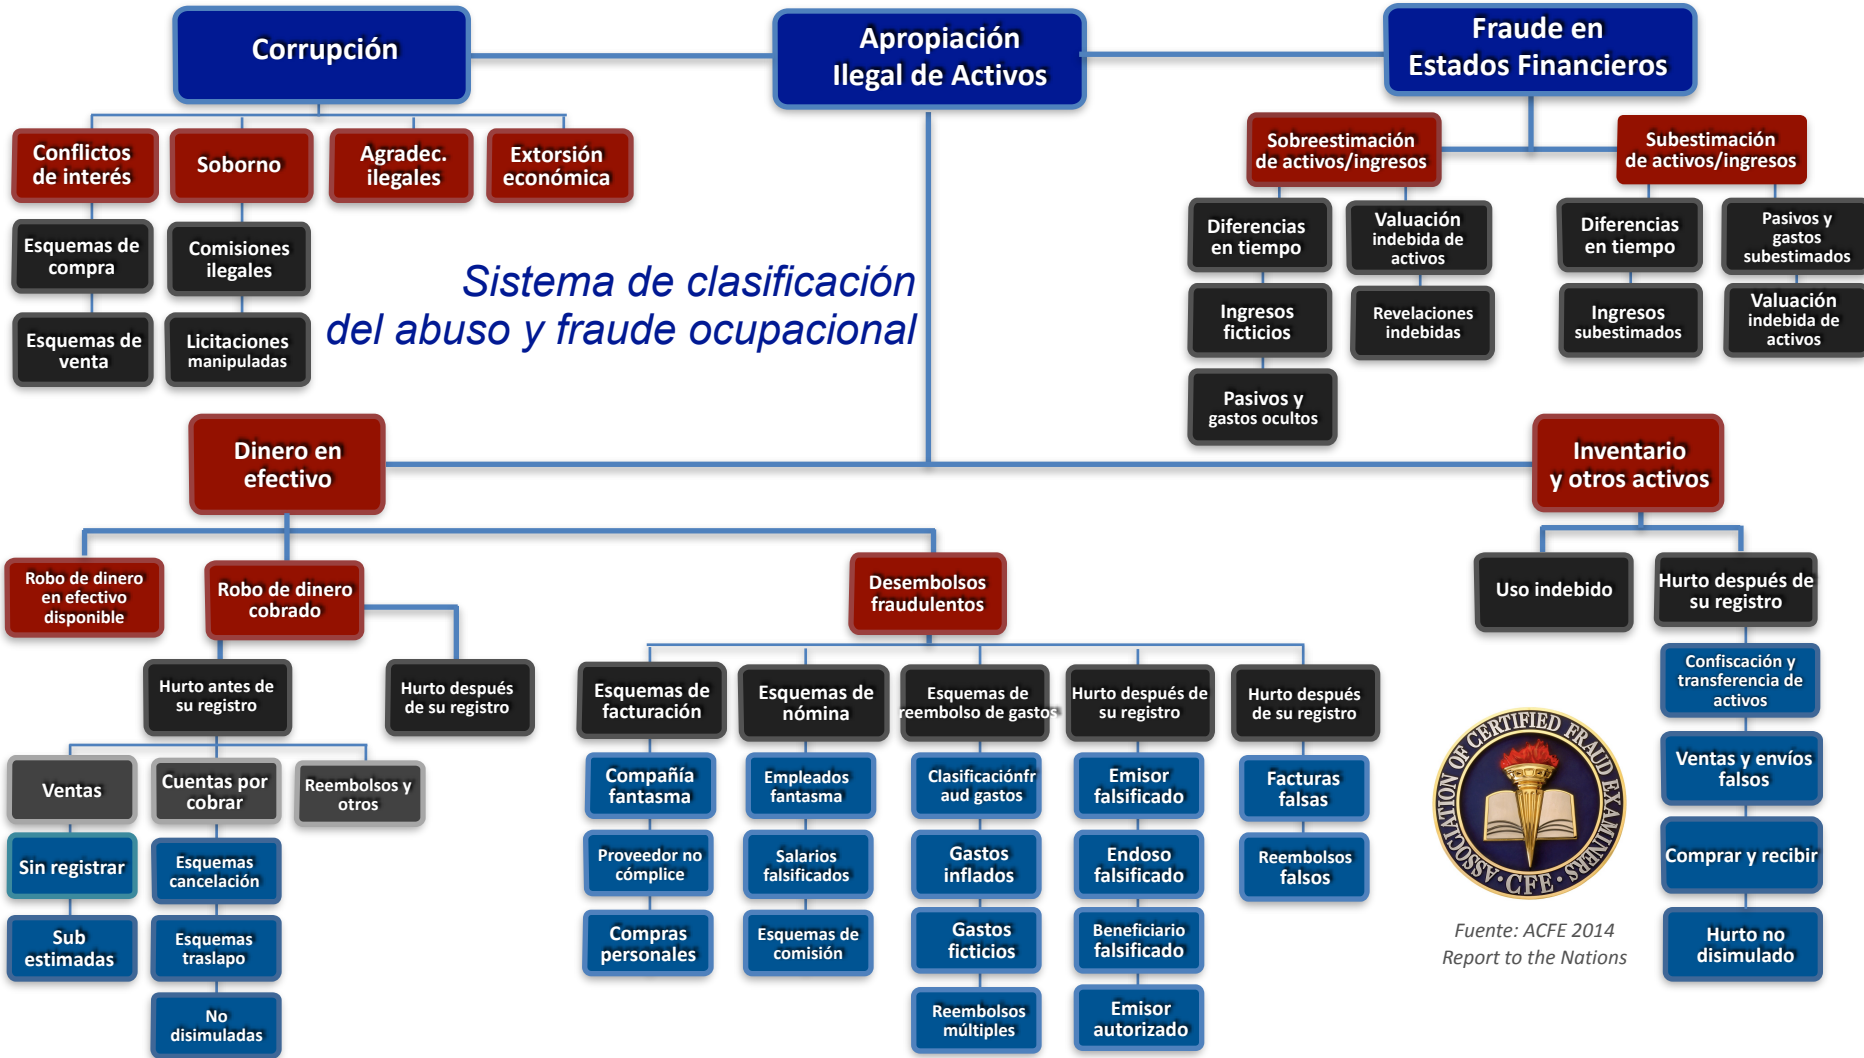 Corrupción
Apropiación
Ilegal de Activos
Fraude en
Estados Financieros
Conflictos
de interés
Soborno
Agradec.
ilegales
Extorsión
económica
Sobreestimación
de activos/ingresos
Subestimación
de activos/ingresos
Esquemas de
compra
Comisiones
ilegales
Diferencias
en tiempo
Valuación
indebida de
activos
Diferencias
en tiempo
Pasivos y
gastos
subestimados
Sistema de clasificación
del abuso y fraude ocupacional
Esquemas de
venta
Licitaciones
manipuladas
Ingresos
ficticios
Revelaciones
indebidas
Ingresos
subestimados
Valuación
indebida de
activos
Pasivos y
gastos ocultos
Dinero en
efectivo
Inventario
y otros activos
Robo de dinero
en efectivo
disponible
Robo de dinero
cobrado
Desembolsos
fraudulentos
Uso indebido
Hurto después de
su registro
Hurto antes de
su registro
Hurto después
de su registro
Esquemas de
facturación
Esquemas de
nómina
Esquemas de
reembolso de gastos
Hurto después de
su registro
Hurto después
de su registro
Confiscación y
transferencia de
activos
Ventas
Cuentas por
cobrar
Reembolsos y
otros
Compañía
fantasma
Empleados
fantasma
Clasificaciónfr
aud gastos
Emisor
falsificado
Facturas
falsas
Ventas y envíos
falsos
Sin registrar
Esquemas
cancelación
Proveedor no
cómplice
Salarios
falsificados
Gastos
inflados
Endoso
falsificado
Reembolsos
falsos
Comprar y recibir
Sub
estimadas
Esquemas
traslapo
Compras
personales
Esquemas de
comisión
Gastos
ficticios
Beneficiario
falsificado
Hurto no
disimulado
No
disimuladas
Reembolsos
múltiples
Emisor
autorizado
ASSOCIATION OF CERTIFIED FRAUD EXAMINERS
·CFE·
Fuente: ACFE 2014
Report to the Nations